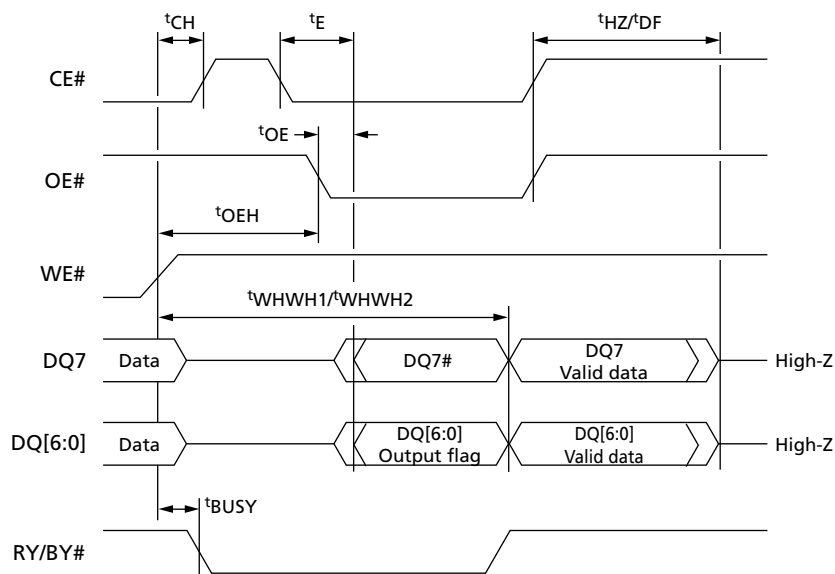 tCH
tE
tHZ/tDF
CE#
tOE
OE#
tOEH
WE#
tWHWH1/tWHWH2
DQ7
Data
DQ7#
DQ7
Valid data
High-Z
DQ[6:0]
Data
DQ[6:0]
Output flag
DQ[6:0]
Valid data
High-Z
tBUSY
RY/BY#